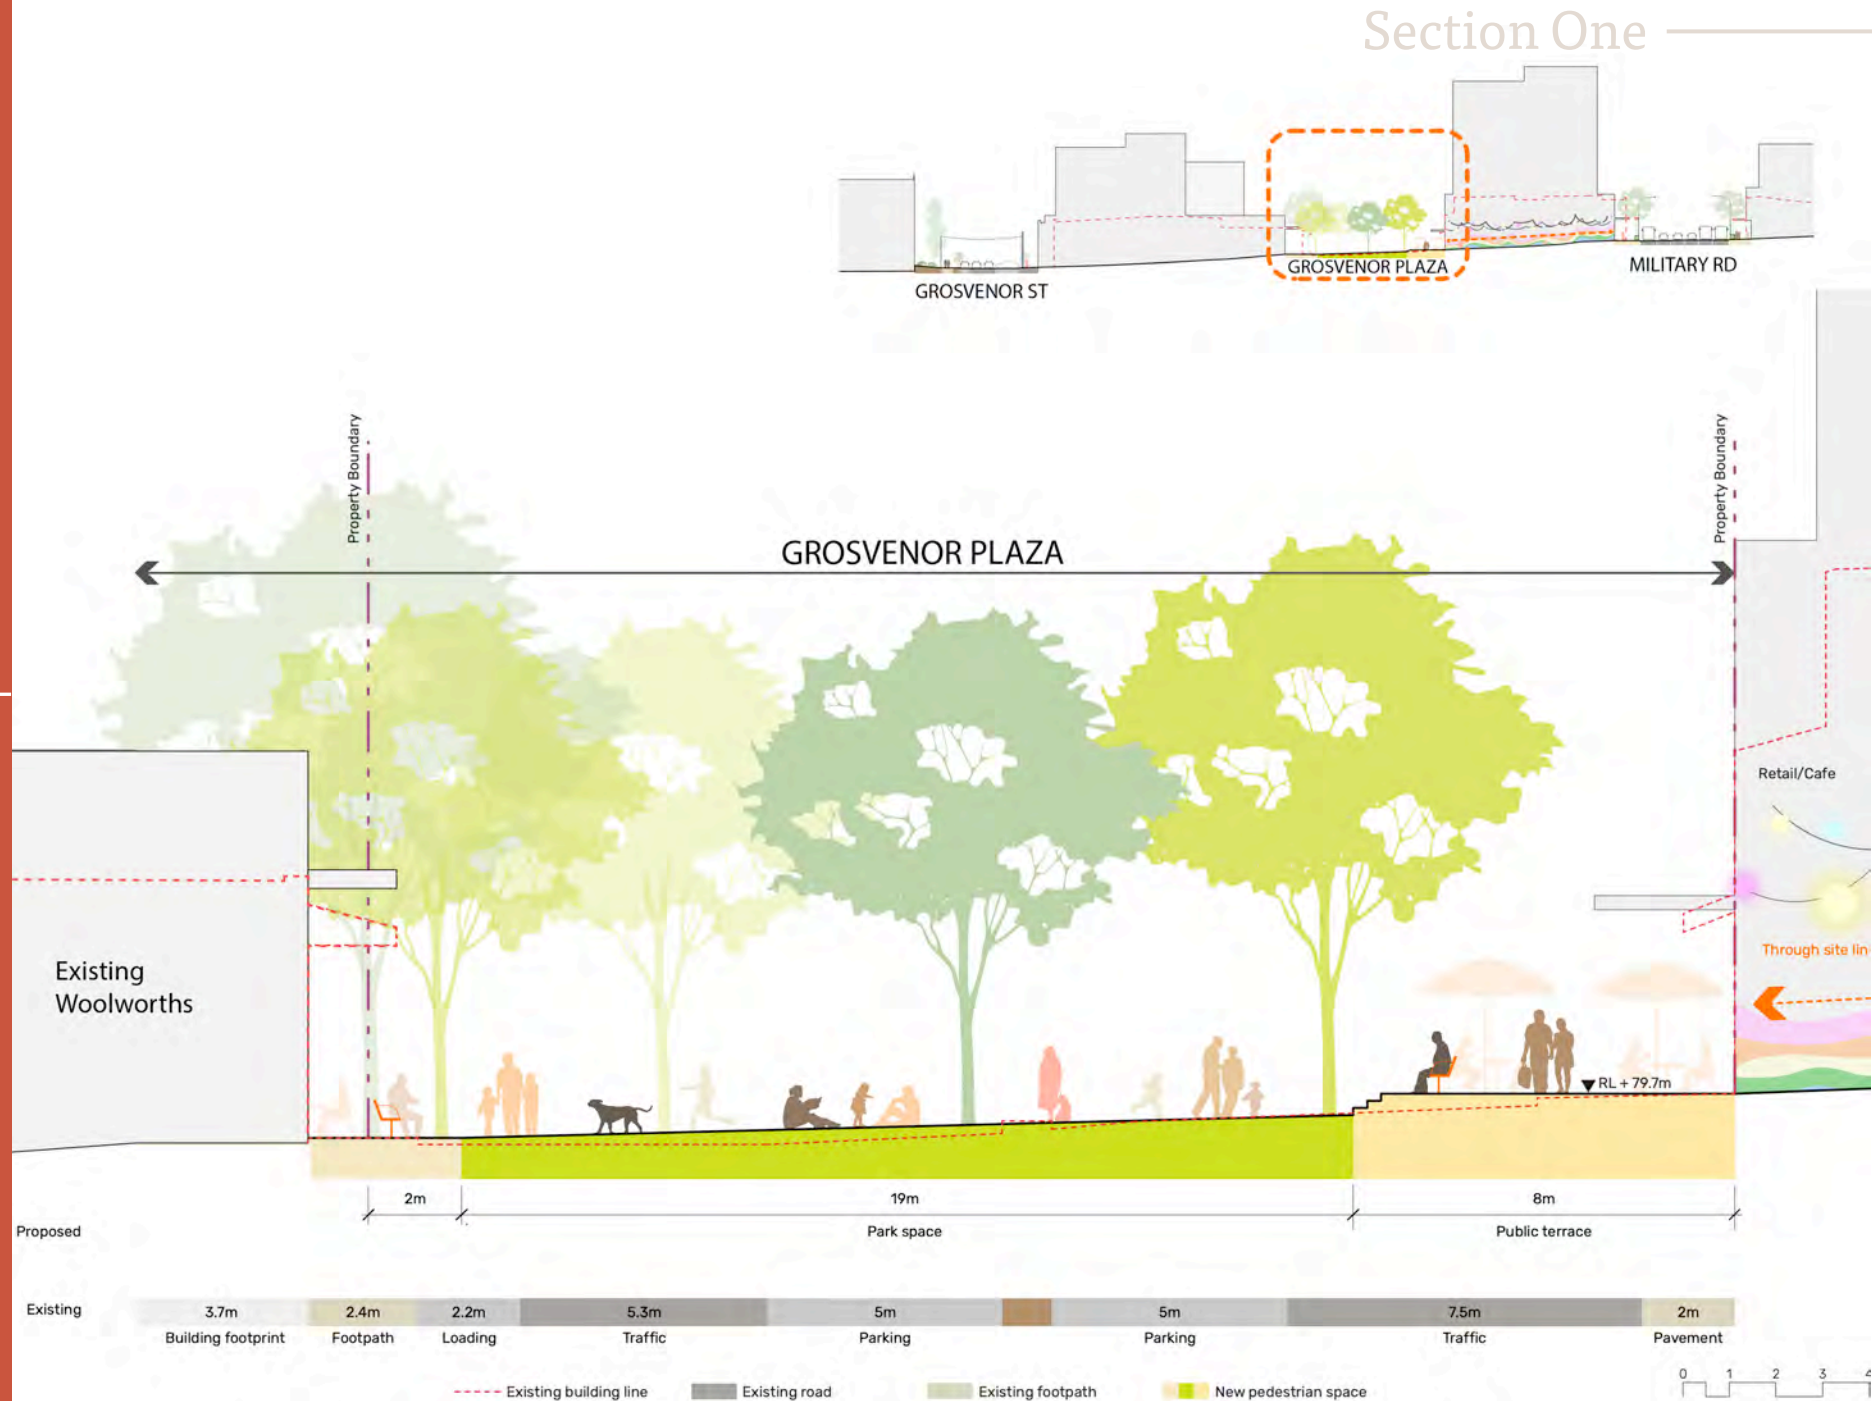 Section One
GROSVENOR ST
GROSVENOR PLAZA
MILITARY RD
Property Boundary
Property Boundary
GROSVENOR PLAZA
Retail/Cafe
Existing
Woolworths
Through site lin
RL + 79.7m
2m
19m
8m
Proposed
Park space
Public terrace
Existing
3.7m
2.4m
2.2m
5.3m
5m
5m
7.5m
2m
Building footprint
Footpath
Loading
Traffic
Parking
Parking
Traffic
Pavement
Existing building line
Existing road
Existing footpath
New pedestrian space
0 1 2 3 4